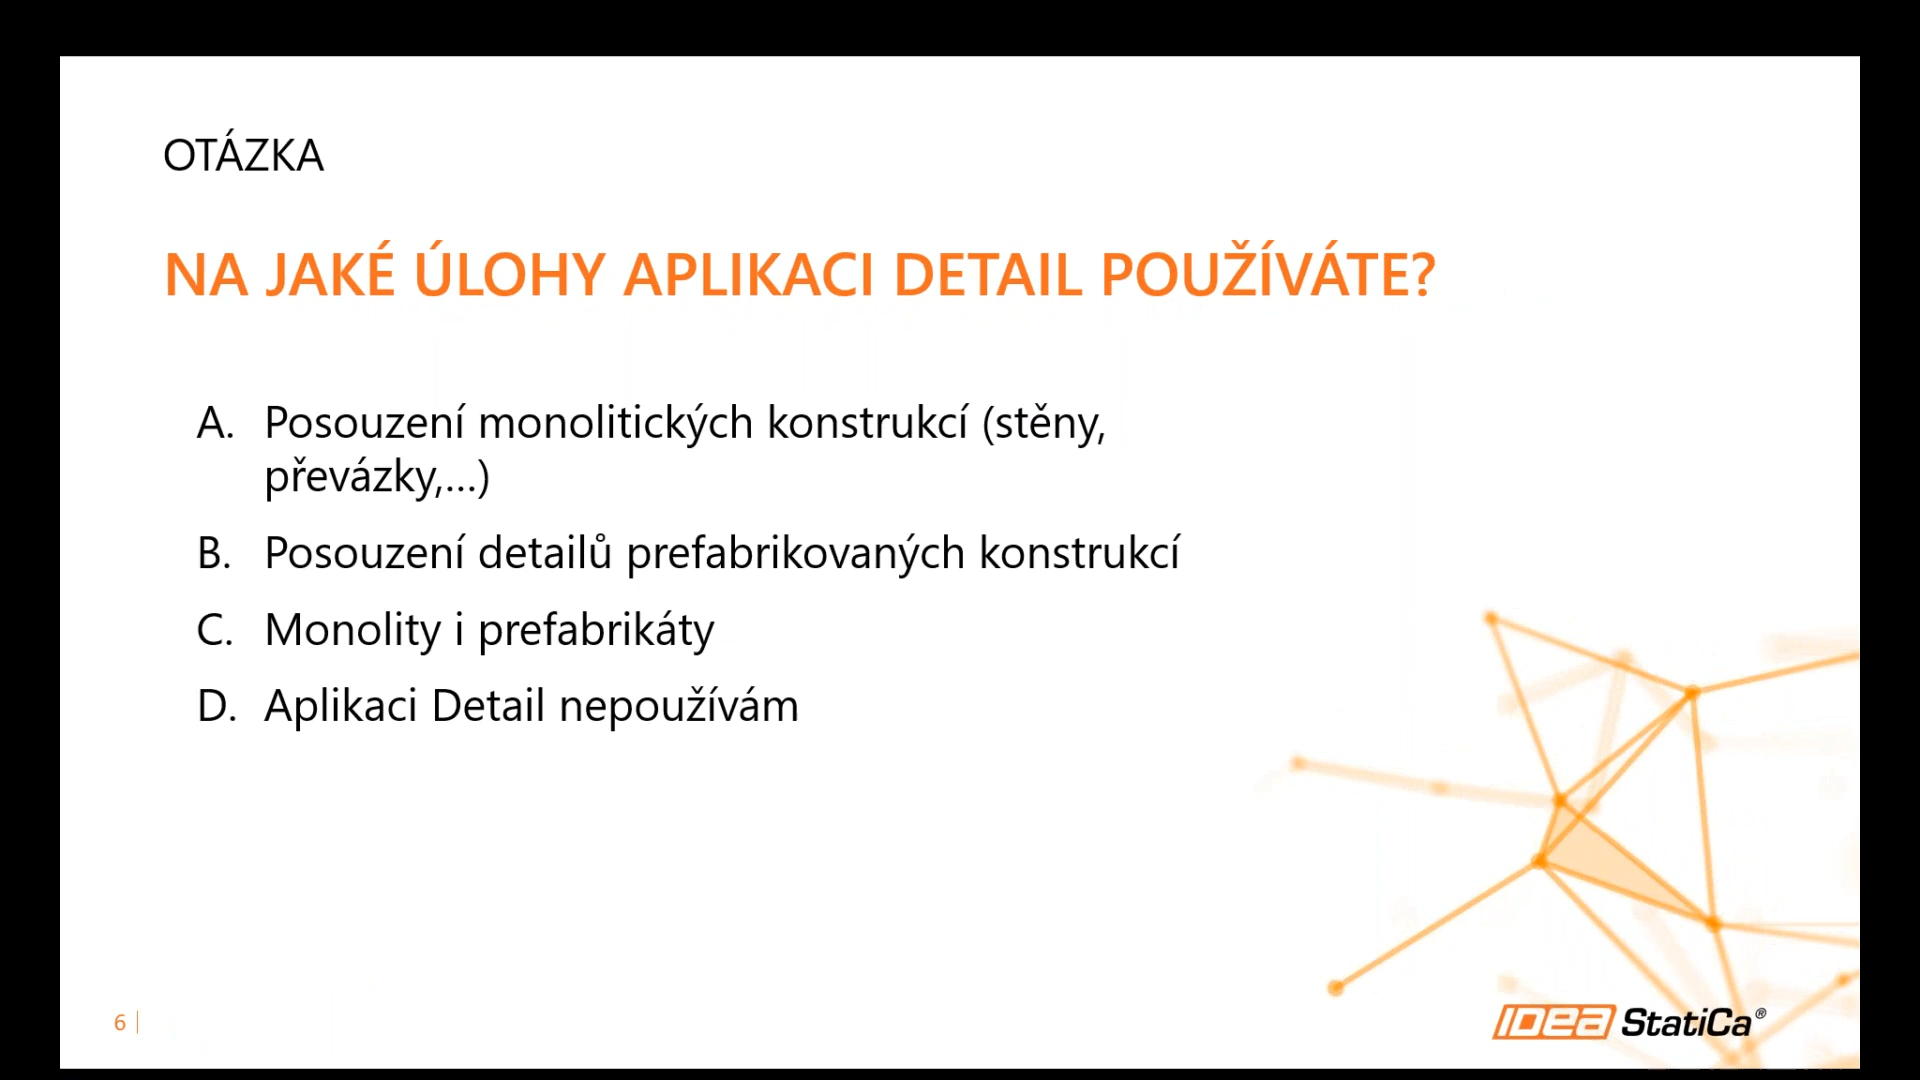 OTÁZKA
NA JAKÉ ÚLOHY APLIKACI DETAIL POUŽÍVÁTE?
A. Posouzení monolitických konstrukcí (stěny,
převázky,...)
B. Posouzení detailů prefabrikovaných konstrukcí
C. Monolity i prefabrikáty
D. Aplikaci Detail nepoužívám
6
IDEA StatiCa®